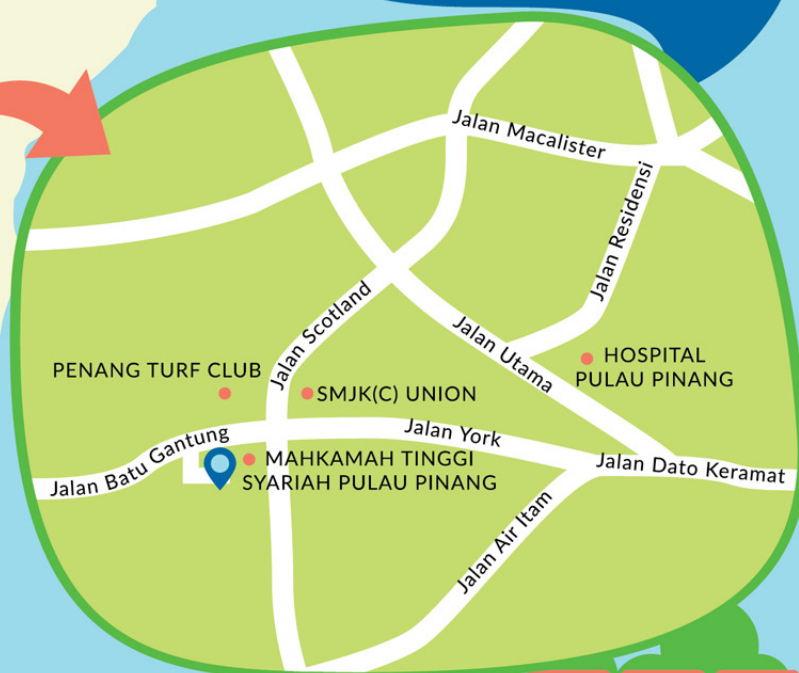 Jalan Macalister
Jalan Residensi
Jalan Scotland
Jalan Utama
HOSPITAL
PULAU PINANG
PENANG TURF CLUB
SMJK(C) UNION
Jalan York
Jalan Batu Gantung
MAHKAMAH TINGGI
SYARIAH PULAU PINANG
Jalan Dato Keramat
Jalan Air Itam